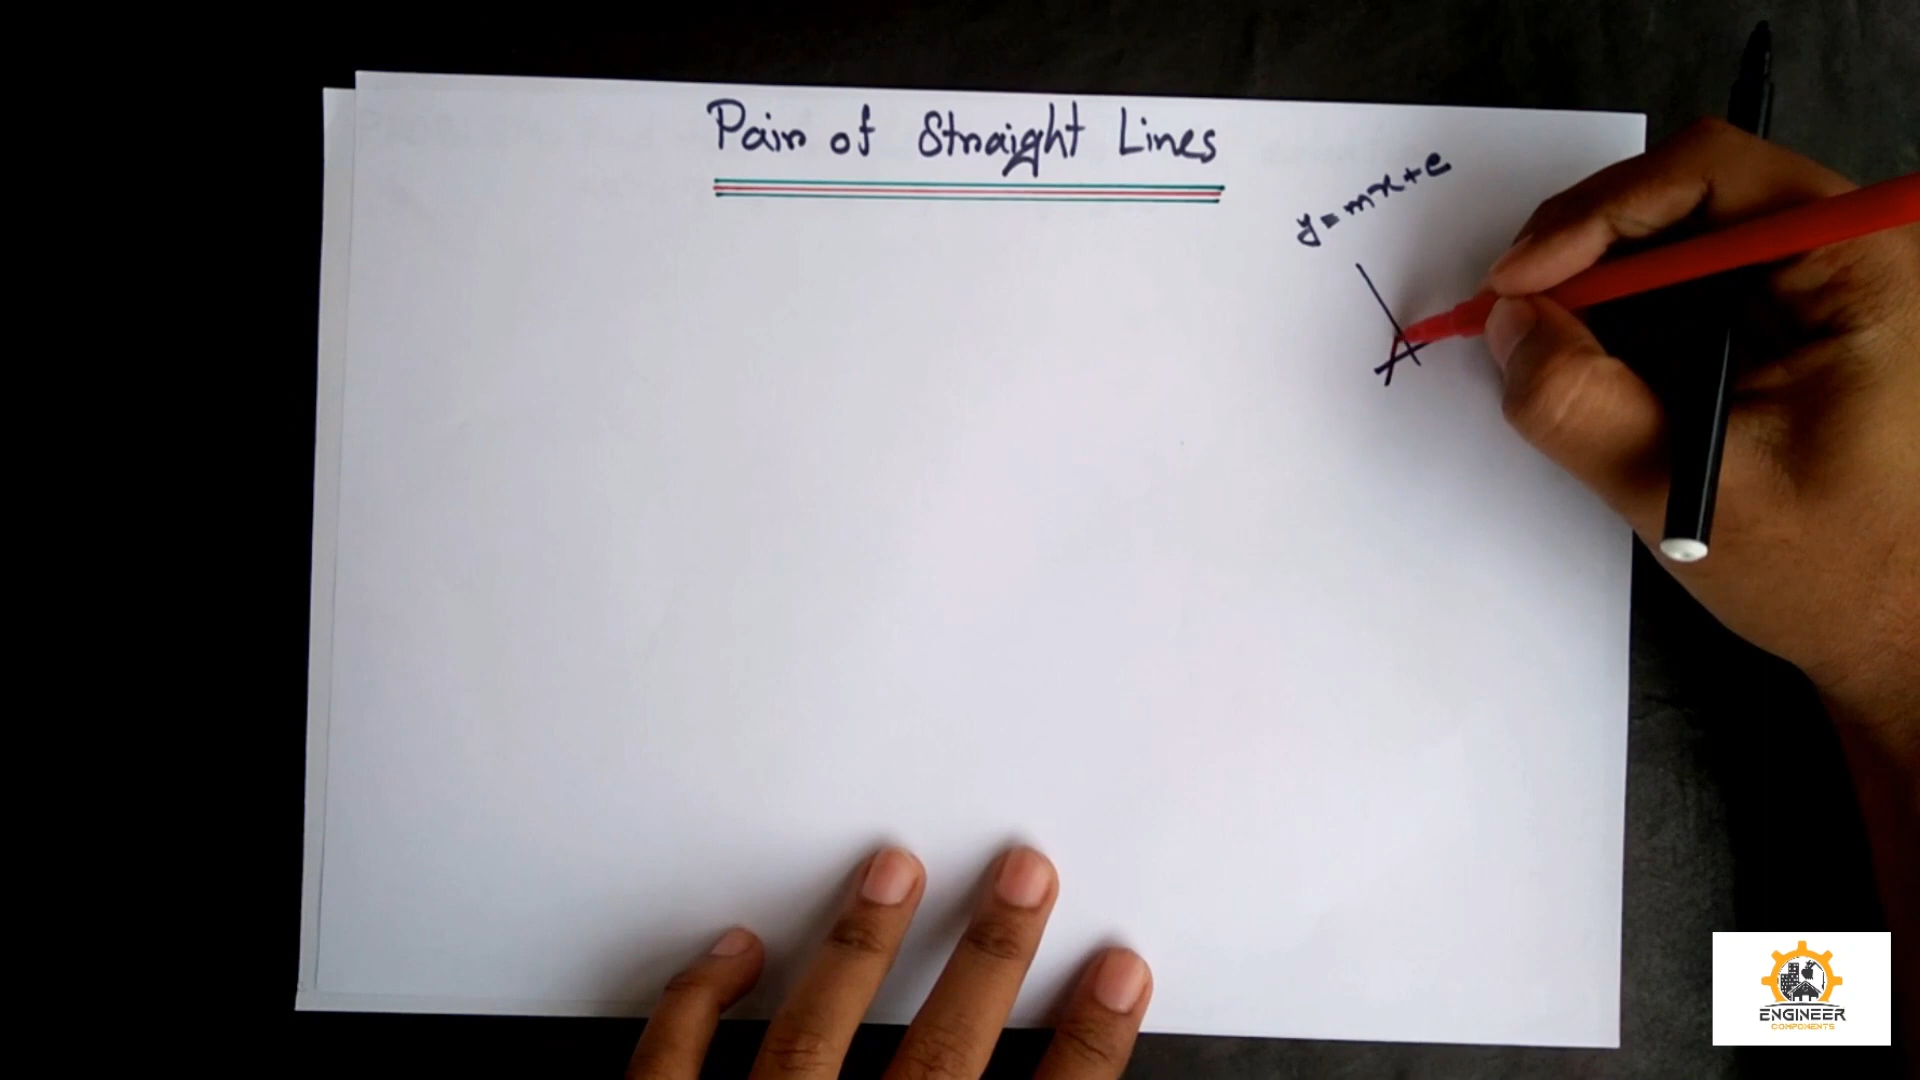 Pair of Straight Lines
y = mx + c
ENGINEER
COMPONENTS